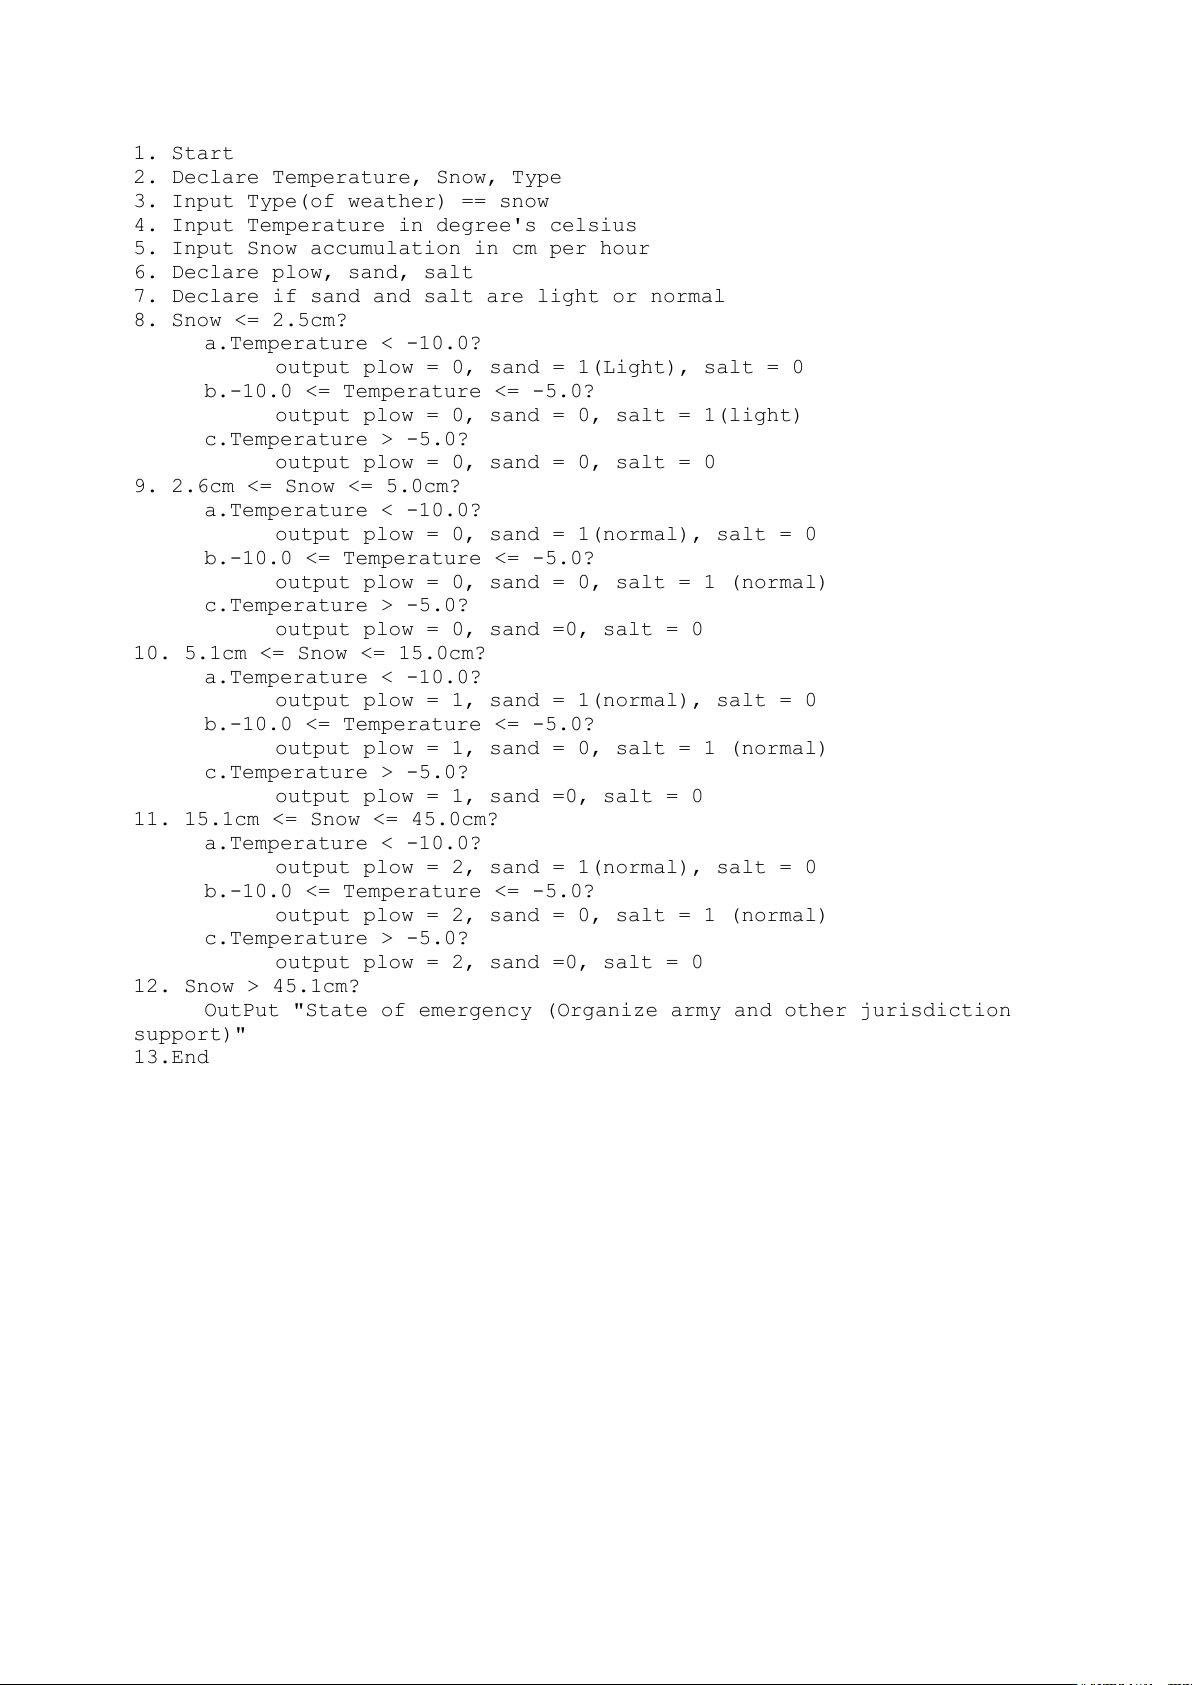 1. Start
2. Declare Temperature, Snow, Type
3. Input Type(of weather) == snow
4. Input Temperature in degree's celsius
5. Input Snow accumulation in cm per hour
6. Declare plow, sand, salt
7. Declare if sand and salt are light or normal
8. Snow <= 2.5cm?
a.Temperature < -10.0?
output plow = 0, sand = 1(Light), salt = 0
b.-10.0 <= Temperature <= -5.0?
output plow = 0, sand = 0, salt = 1(light)
c.Temperature > -5.0?
output plow = 0, sand = 0, salt = 0
9. 2.6cm <= Snow <= 5.0cm?
a.Temperature < -10.0?
output plow = 0, sand = 1(normal), salt = 0
b.-10.0 <= Temperature <= -5.0?
output plow = 0, sand = 0, salt = 1 (normal)
c.Temperature > -5.0?
output plow = 0, sand =0, salt = 0
10. 5.1cm <= Snow <= 15.0cm?
a.Temperature < -10.0?
output plow = 1, sand = 1(normal), salt = 0
b.-10.0 <= Temperature <= -5.0?
output plow = 1, sand = 0, salt = 1 (normal)
c.Temperature > -5.0?
output plow = 1, sand =0, salt = 0
11. 15.1cm <= Snow <= 45.0cm?
a.Temperature < -10.0?
output plow = 2, sand = 1(normal), salt = 0
b.-10.0 <= Temperature <= -5.0?
output plow = 2, sand = 0, salt = 1 (normal)
c.Temperature > -5.0?
output plow = 2, sand =0, salt = 0
12. Snow > 45.1cm?
OutPut "State of emergency (Organize army and other jurisdiction
support)"
13.End